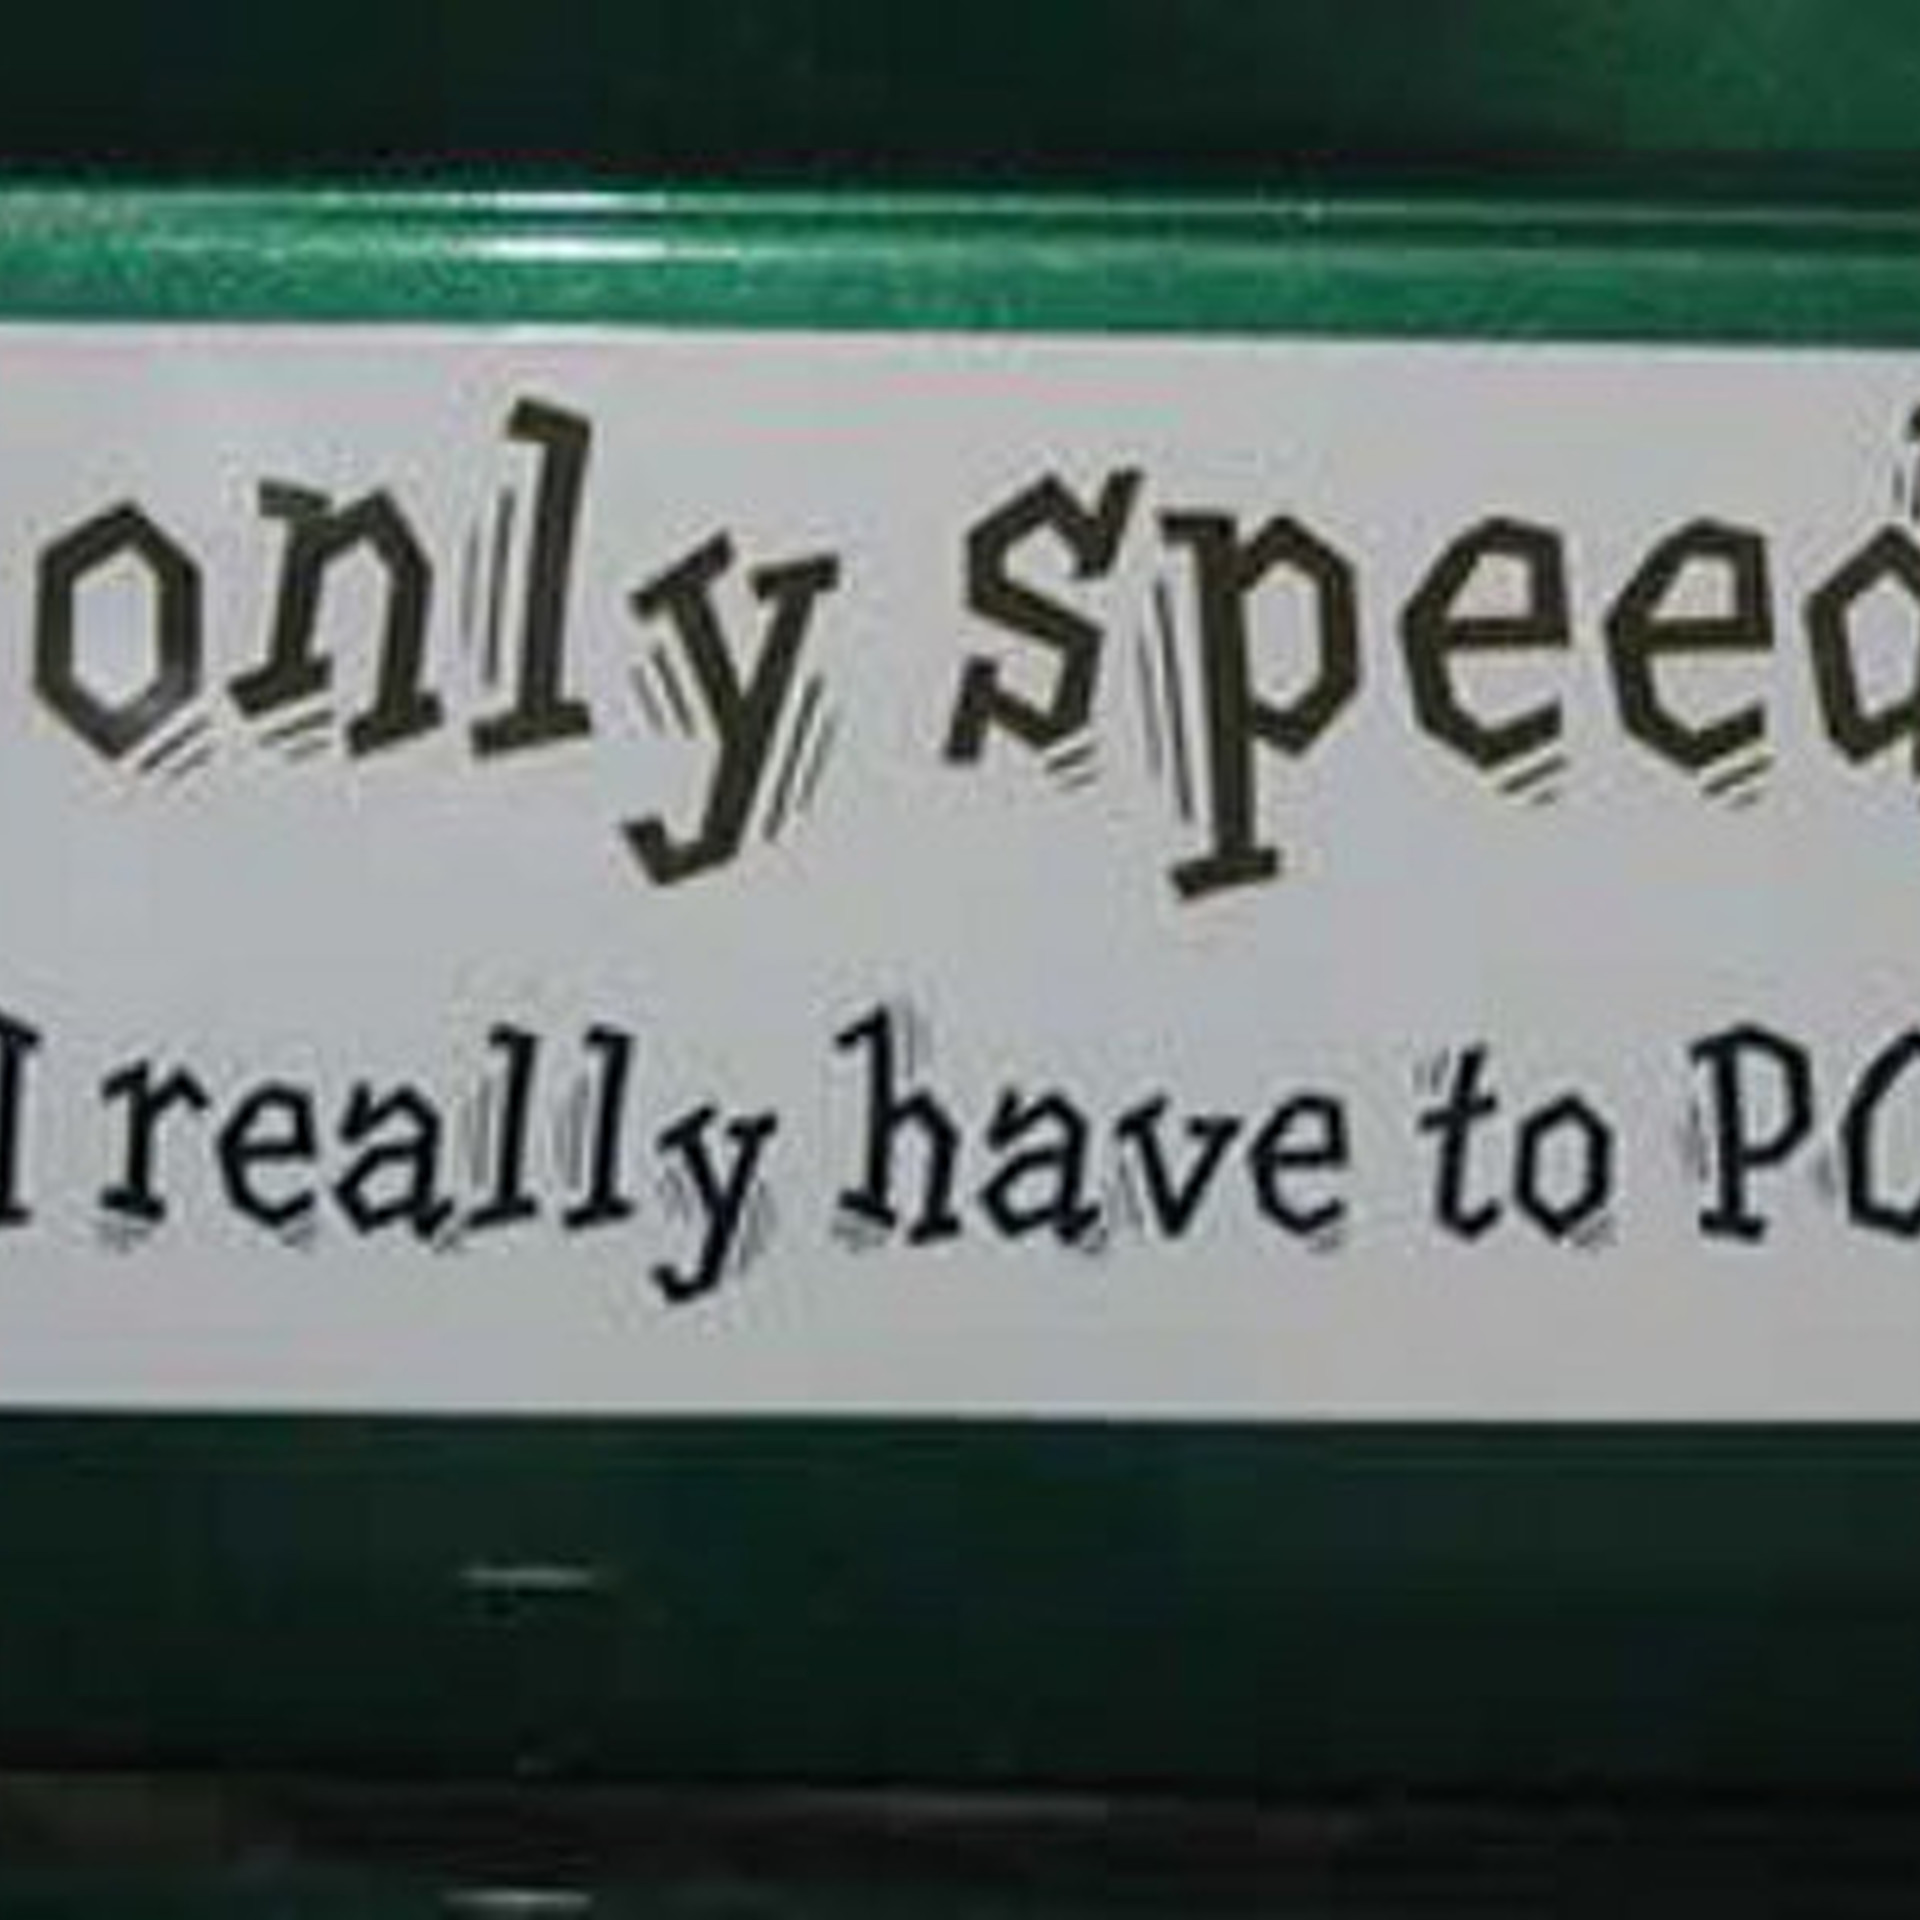 only speed
I really have to PO